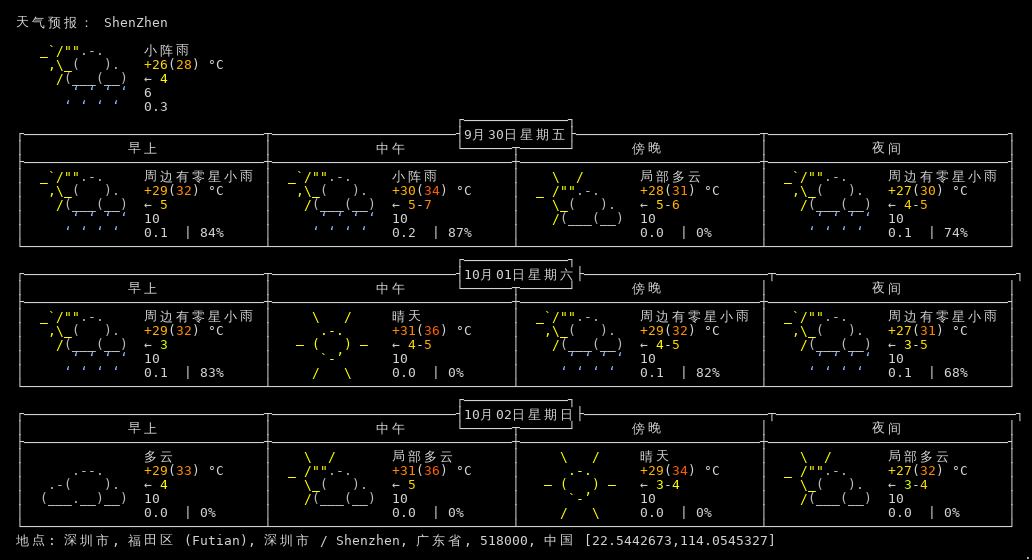 天气预报： ShenZhen
小阵雨
+26(28) °C
← 4
6
0.3
9月30日星期五
早上 中午 傍晚 夜间
周边有零星小雨 小阵雨 局部多云 周边有零星小雨
+29(32) °C +30(34) °C +28(31) °C +27(30) °C
← 5 ← 5-7 ← 5-6 ← 4-5
10 10 10 10
0.1 | 84% 0.2 | 87% 0.0 | 0% 0.1 | 74%
10月01日星期六
早上 中午 傍晚 夜间
周边有零星小雨 晴天 周边有零星小雨 周边有零星小雨
+29(32) °C +31(36) °C +29(32) °C +27(31) °C
← 3 ← 4-5 ← 4-5 ← 3-5
10 10 10 10
0.1 | 83% 0.0 | 0% 0.1 | 82% 0.1 | 68%
10月02日星期日
早上 中午 傍晚 夜间
多云 局部多云 晴天 局部多云
+29(33) °C +31(36) °C +29(34) °C +27(32) °C
← 4 ← 5 ← 3-4 ← 3-4
10 10 10 10
0.0 | 0% 0.0 | 0% 0.0 | 0% 0.0 | 0%
地点: 深圳市, 福田区 (Futian), 深圳市 / Shenzhen, 广东省, 518000, 中国 [22.5442673,114.0545327]